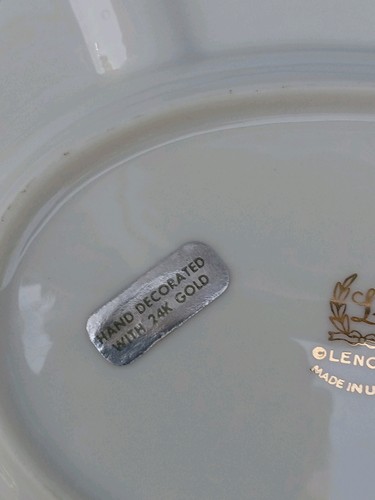 HAND DECORATED
WITH 24K GOLD
L
©LENO
MADE IN U